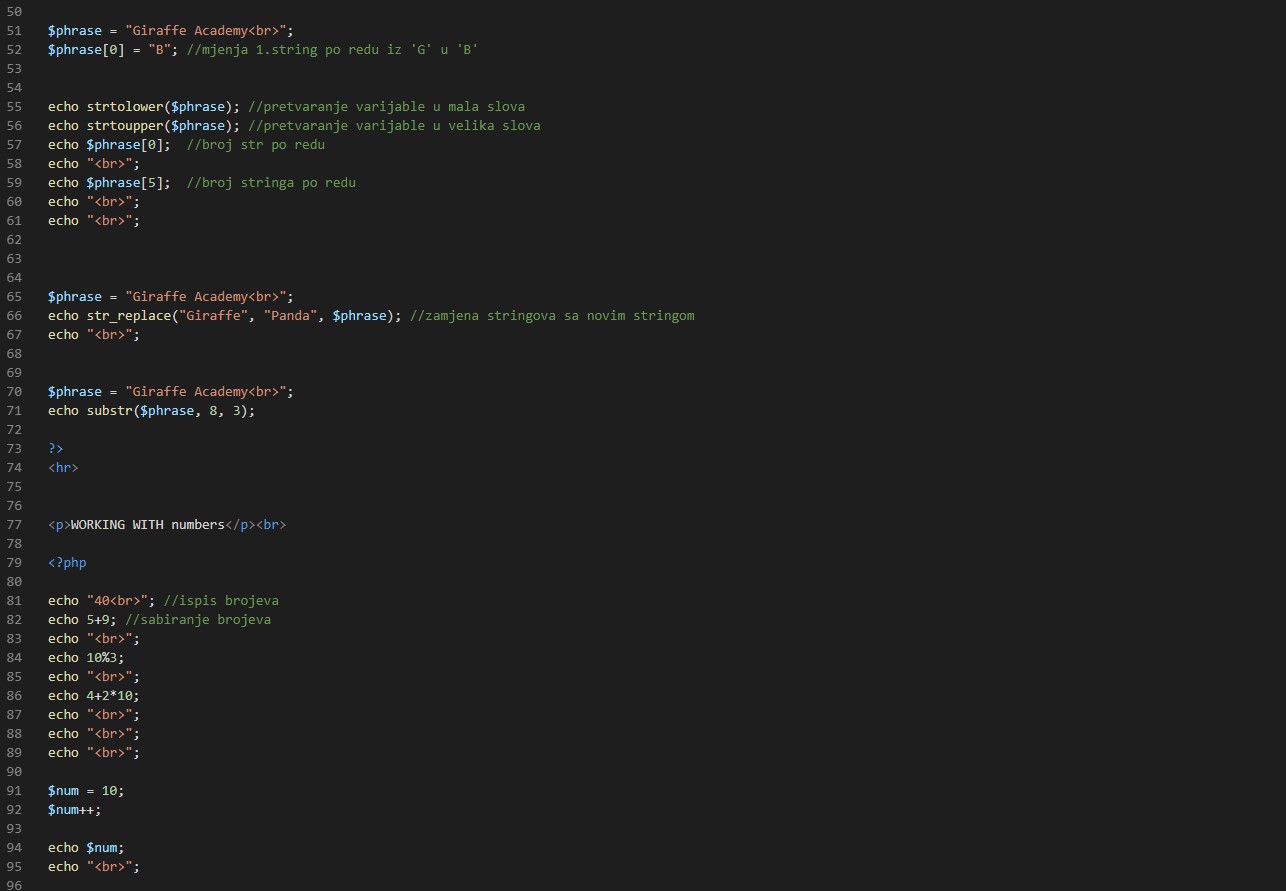 50
51 $phrase = "Giraffe Academy<br>";
52 $phrase[0] = "B"; //mjenja 1.string po redu iz 'G' u 'B'
53
54
55 echo strtolower($phrase); //pretvaranje varijable u mala slova
56 echo strtoupper($phrase); //pretvaranje varijable u velika slova
57 echo $phrase[0];  //broj str po redu
58 echo "<br>";
59 echo $phrase[5];  //broj stringa po redu
60 echo "<br>";
61 echo "<br>";
62
63
64
65 $phrase = "Giraffe Academy<br>";
66 echo str_replace("Giraffe", "Panda", $phrase); //zamjena stringova sa novim stringom
67 echo "<br>";
68
69
70 $phrase = "Giraffe Academy<br>";
71 echo substr($phrase, 8, 3);
72
73 ?>
74 <hr>
75
76
77 <p>WORKING WITH numbers</p><br>
78
79 <?php
80
81 echo "40<br>"; //ispis brojeva
82 echo 5+9; //sabiranje brojeva
83 echo "<br>";
84 echo 10%3;
85 echo "<br>";
86 echo 4+2*10;
87 echo "<br>";
88 echo "<br>";
89 echo "<br>";
90
91 $num = 10;
92 $num++;
93
94 echo $num;
95 echo "<br>";
96